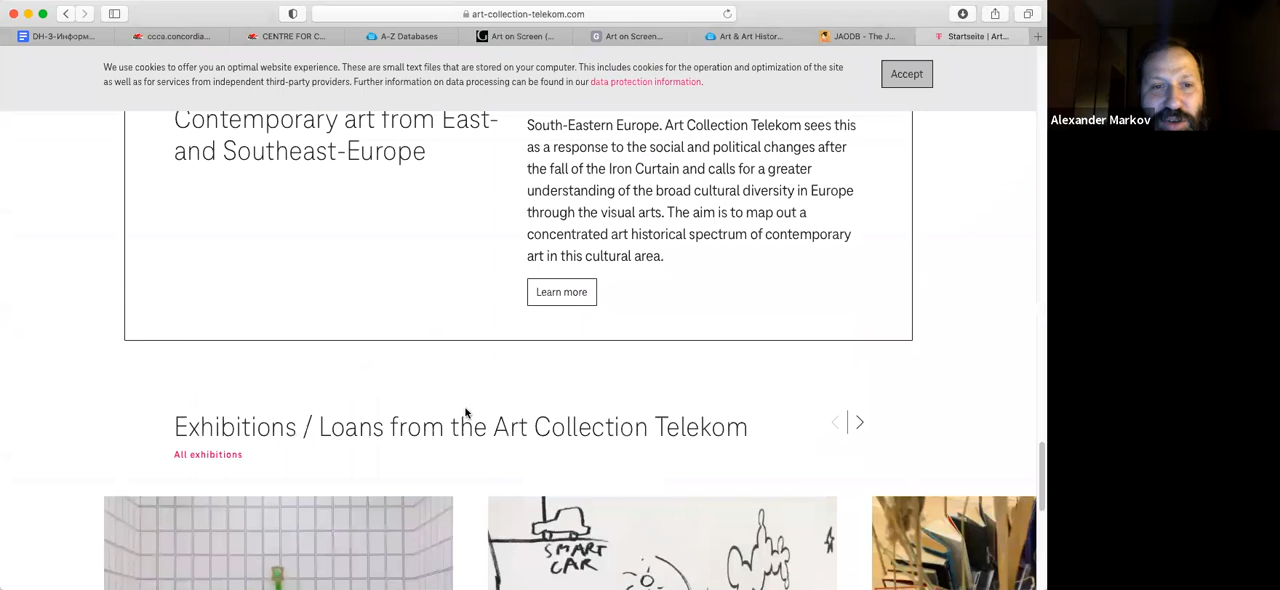 art-collection-telekom.com
DH-3-Информ...
ccca.concordia...
CENTRE FOR C...
A-Z Databases
Art on Screen (...
Art on Screen...
Art & Art Histor...
JAODB - The J...
Startseite | Art...
We use cookies to offer you an optimal website experience. These are small text files that are stored on your computer. This includes cookies for the operation and optimization of the site
as well as for services from independent third-party providers. Further information on data processing can be found in our data protection information.
Accept
Contemporary art from East-
and Southeast-Europe
South-Eastern Europe. Art Collection Telekom sees this
as a response to the social and political changes after
the fall of the Iron Curtain and calls for a greater
understanding of the broad cultural diversity in Europe
through the visual arts. The aim is to map out a
concentrated art historical spectrum of contemporary
art in this cultural area.
Learn more
Exhibitions / Loans from the Art Collection Telekom
All exhibitions
SMART
CAR
Alexander Markov